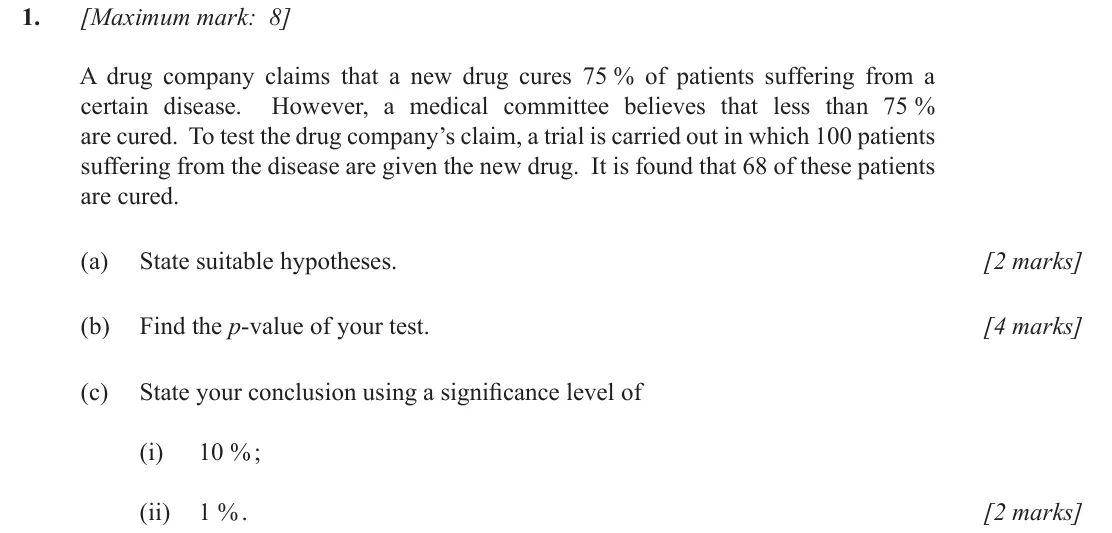 1. [Maximum mark: 8]
A drug company claims that a new drug cures 75 % of patients suffering from a
certain disease. However, a medical committee believes that less than 75 %
are cured. To test the drug company's claim, a trial is carried out in which 100 patients
suffering from the disease are given the new drug. It is found that 68 of these patients
are cured.
(a) State suitable hypotheses. [2 marks]
(b) Find the p-value of your test. [4 marks]
(c) State your conclusion using a significance level of
(i) 10 %;
(ii) 1 %. [2 marks]